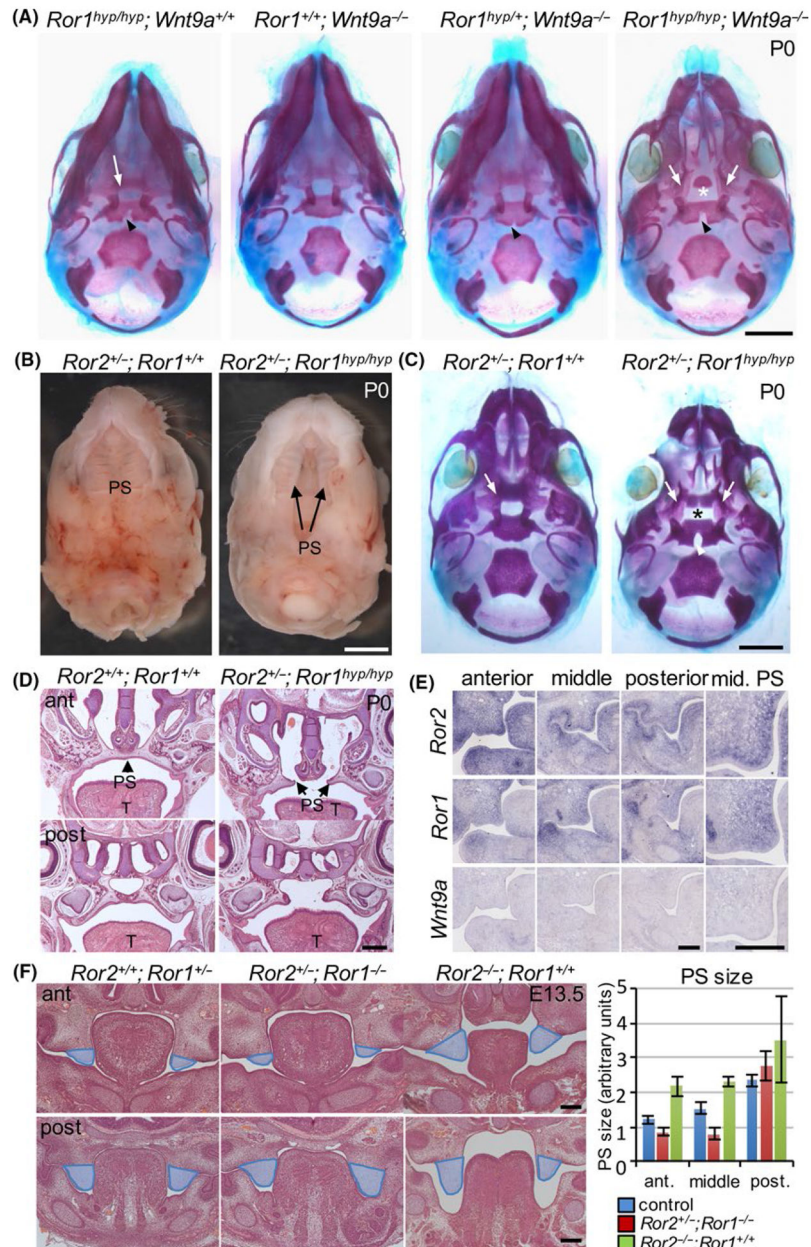 (A) Ror1hyp/hyp; Wnt9a+/+ Ror1+/+; Wnt9a–/– Ror1hyp/+; Wnt9a–/– Ror1hyp/hyp; Wnt9a–/–
P0
*
(B) Ror2+/–; Ror1+/+ Ror2+/–; Ror1hyp/hyp
P0
PS
PS
(C) Ror2+/–; Ror1+/+ Ror2+/–; Ror1hyp/hyp
P0
*
(D) Ror2+/+; Ror1+/+ Ror2+/–; Ror1hyp/hyp
ant P0
PS PS
T T
post
T T
(E) anterior middle posterior mid. PS
Ror2
Ror1
Wnt9a
(F) Ror2+/+; Ror1+/– Ror2+/–; Ror1–/– Ror2–/–; Ror1+/+
ant E13.5
post
PS size
PS size (arbitrary units)
5
4
3
2
1
0
ant. middle post.
control
Ror2+/–;Ror1–/–
Ror2–/–;Ror1+/+